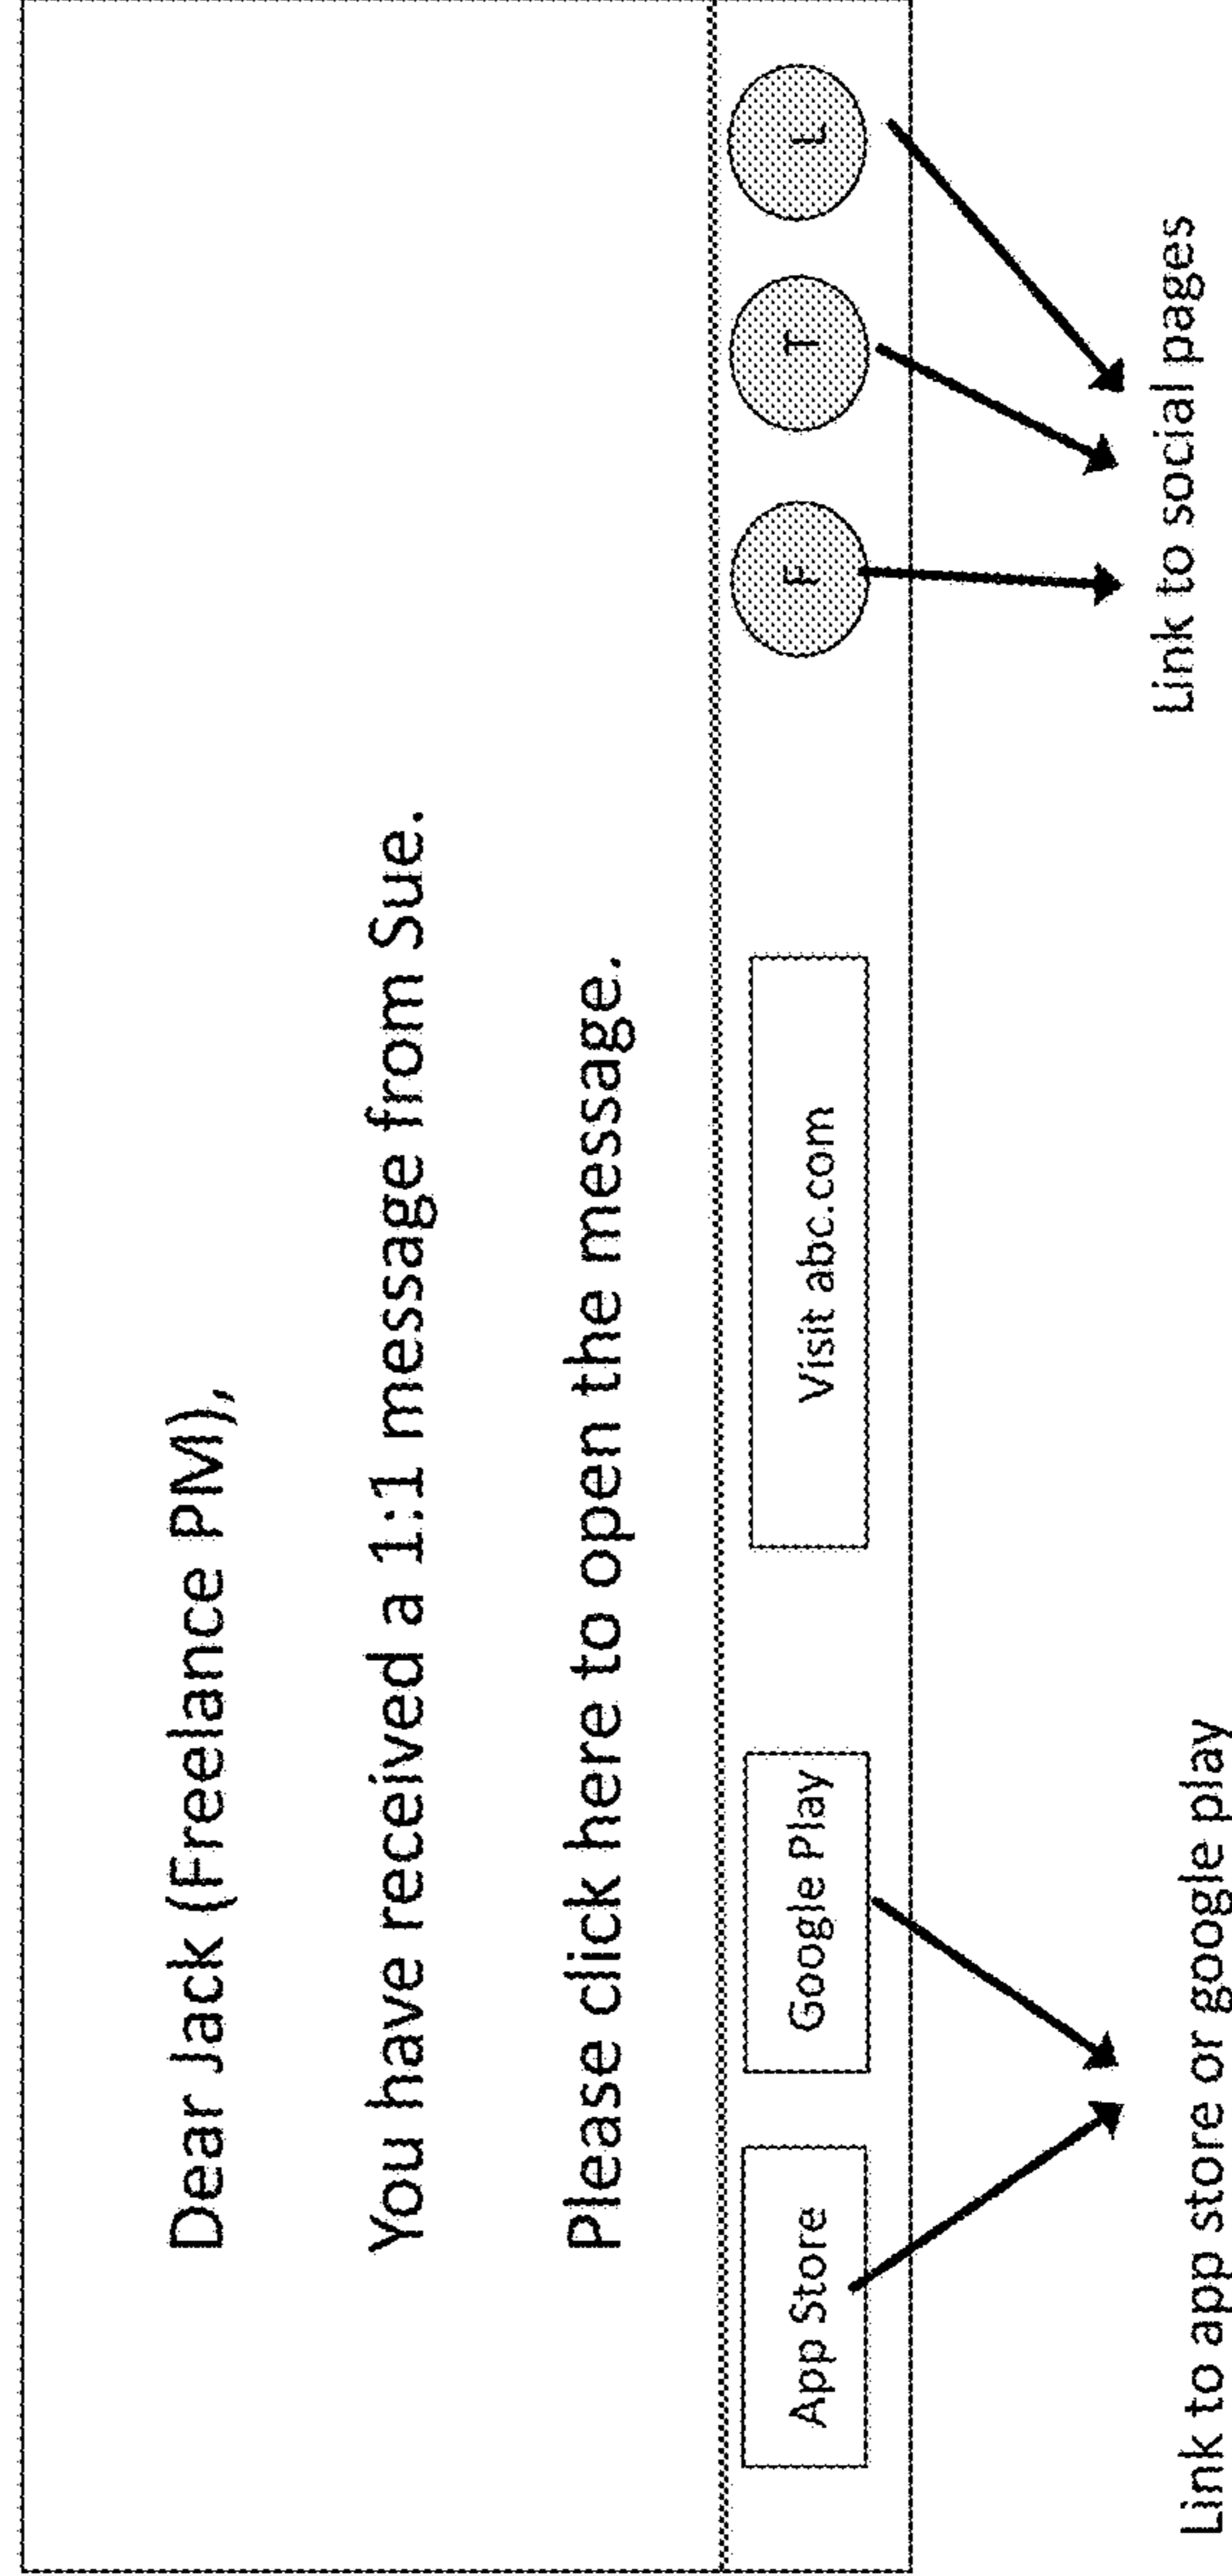 Dear Jack (Freelance PM),
You have received a 1:1 message from Sue.
Please click here to open the message.
App Store
Google Play
Visit abc.com
F
T
L
Link to app store or google play
Link to social pages